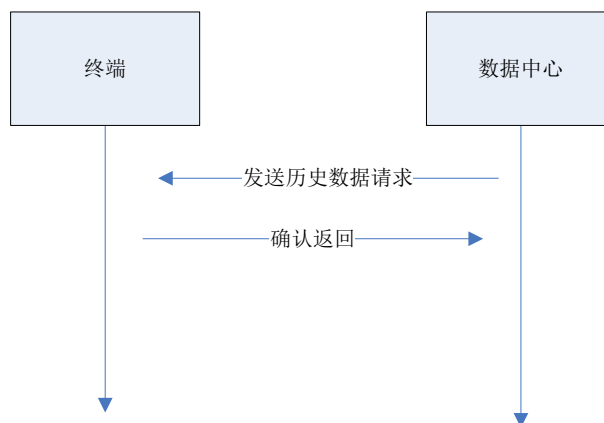 终端
数据中心
发送历史数据请求
确认返回